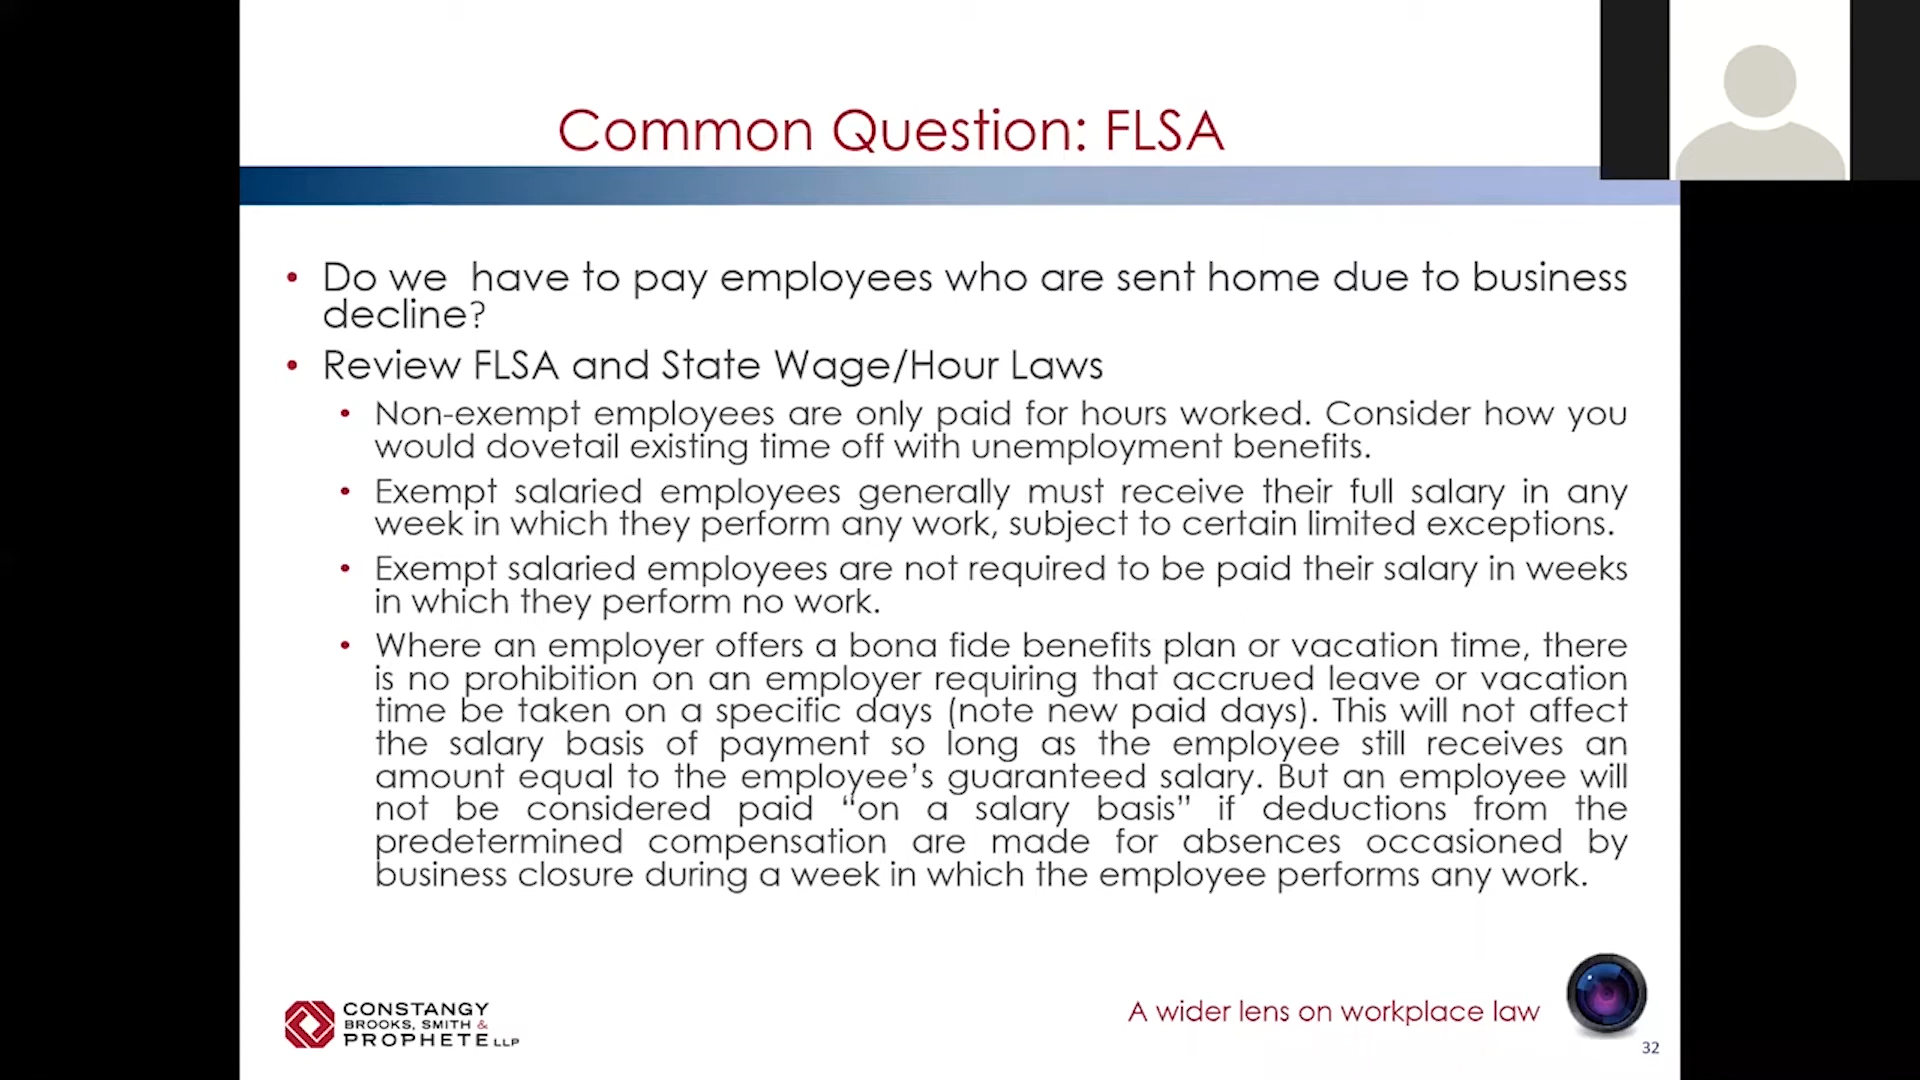 Common Question: FLSA
• Do we have to pay employees who are sent home due to business
decline?
• Review FLSA and State Wage/Hour Laws
• Non-exempt employees are only paid for hours worked. Consider how you
would dovetail existing time off with unemployment benefits.
• Exempt salaried employees generally must receive their full salary in any
week in which they perform any work, subject to certain limited exceptions.
• Exempt salaried employees are not required to be paid their salary in weeks
in which they perform no work.
• Where an employer offers a bona fide benefits plan or vacation time, there
is no prohibition on an employer requiring that accrued leave or vacation
time be taken on a specific days (note new paid days). This will not affect
the salary basis of payment so long as the employee still receives an
amount equal to the employee’s guaranteed salary. But an employee will
not be considered paid “on a salary basis” if deductions from the
predetermined compensation are made for absences occasioned by
business closure during a week in which the employee performs any work.
CONSTANGY
BROOKS, SMITH &
PROPHETE LLP
A wider lens on workplace law
32